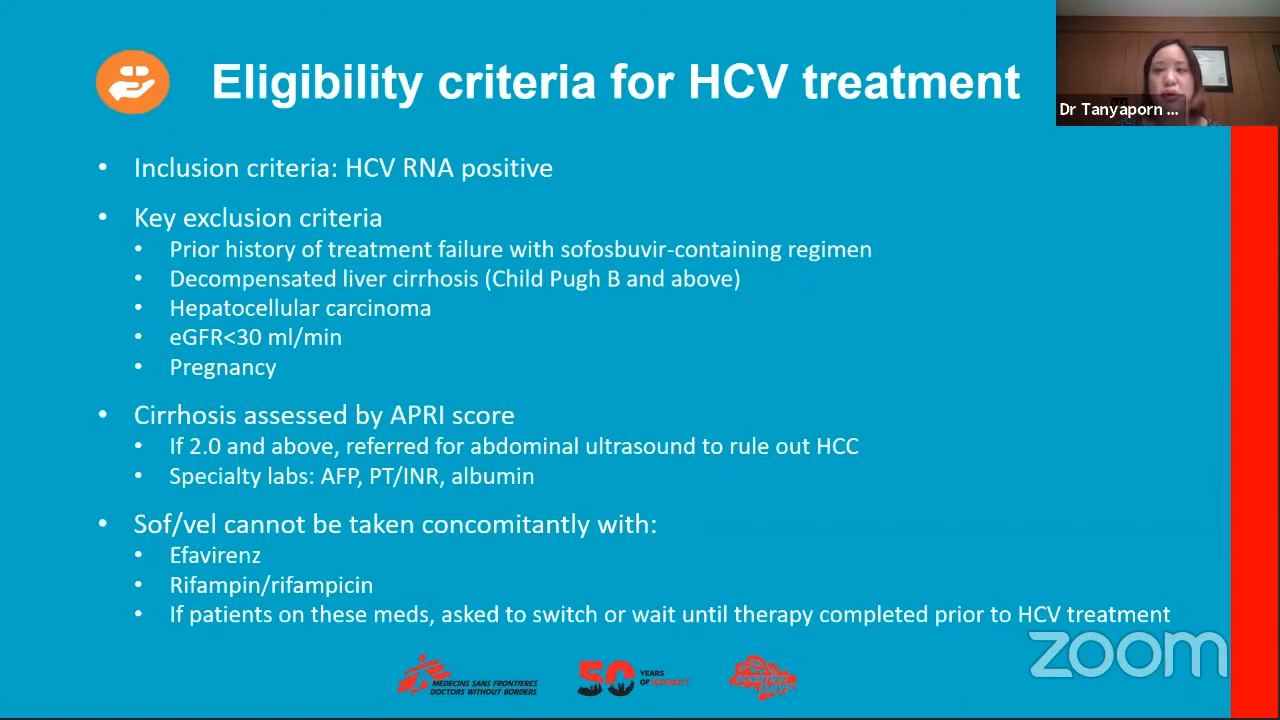 Eligibility criteria for HCV treatment
Dr Tanyaporn ...
• Inclusion criteria: HCV RNA positive
• Key exclusion criteria
• Prior history of treatment failure with sofosbuvir-containing regimen
• Decompensated liver cirrhosis (Child Pugh B and above)
• Hepatocellular carcinoma
• eGFR<30 ml/min
• Pregnancy
• Cirrhosis assessed by APRI score
• If 2.0 and above, referred for abdominal ultrasound to rule out HCC
• Specialty labs: AFP, PT/INR, albumin
• Sof/vel cannot be taken concomitantly with:
• Efavirenz
• Rifampin/rifampicin
• If patients on these meds, asked to switch or wait until therapy completed prior to HCV treatment
zoom
MEDECINS SANS FRONTIERES
DOCTORS WITHOUT BORDERS
50 YEARS
OF HUMANITY